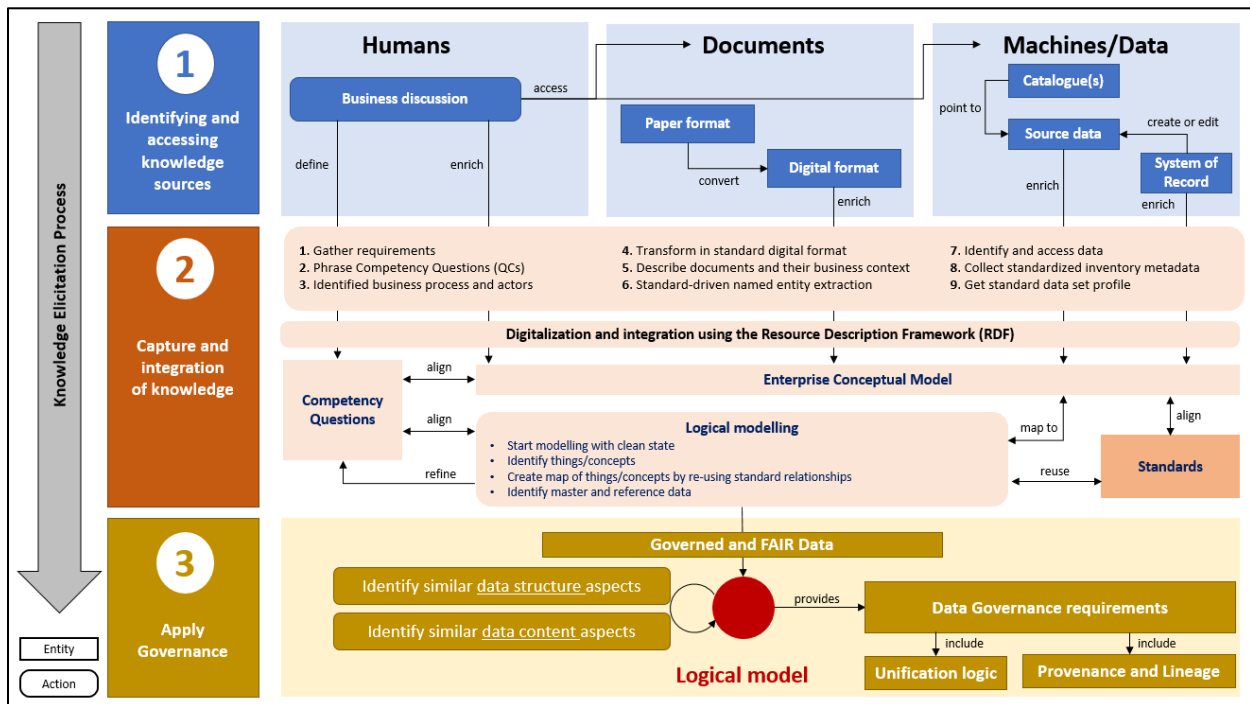 Knowledge Elicitation Process
1
Identifying and
accessing
knowledge
sources
Humans
Documents
Machines/Data
Business discussion
access
define
enrich
Paper format
convert
Digital format
enrich
Catalogue(s)
point to
Source data
create or edit
System of
Record
enrich
enrich
2
Capture and
integration
of knowledge
1. Gather requirements
2. Phrase Competency Questions (QCs)
3. Identified business process and actors
4. Transform in standard digital format
5. Describe documents and their business context
6. Standard-driven named entity extraction
7. Identify and access data
8. Collect standardized inventory metadata
9. Get standard data set profile
Digitalization and integration using the Resource Description Framework (RDF)
Competency
Questions
align
Enterprise Conceptual Model
align
refine
Logical modelling
• Start modelling with clean state
• Identify things/concepts
• Create map of things/concepts by re-using standard relationships
• Identify master and reference data
map to
align
reuse
Standards
3
Apply
Governance
Governed and FAIR Data
Identify similar data structure aspects
Identify similar data content aspects
Logical model
provides
Data Governance requirements
include
include
Unification logic
Provenance and Lineage
Entity
Action